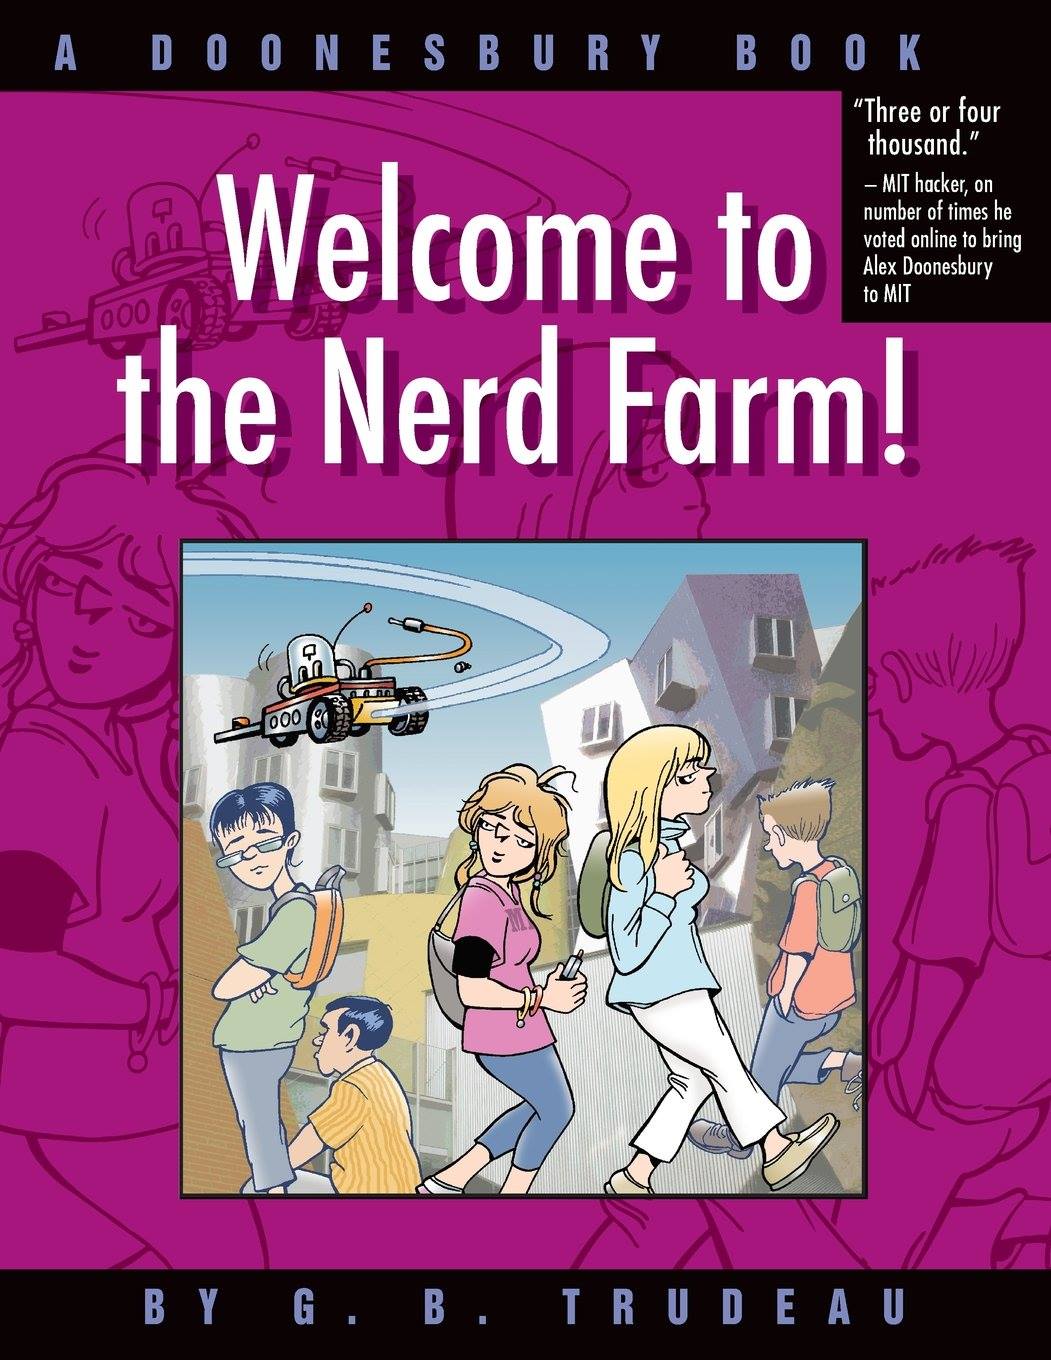 A DOONESBURY BOOK
“Three or four
thousand.”
– MIT hacker, on
number of times he
voted online to bring
Alex Doonesbury
to MIT
Welcome to
the Nerd Farm!
BY G. B. TRUDEAU